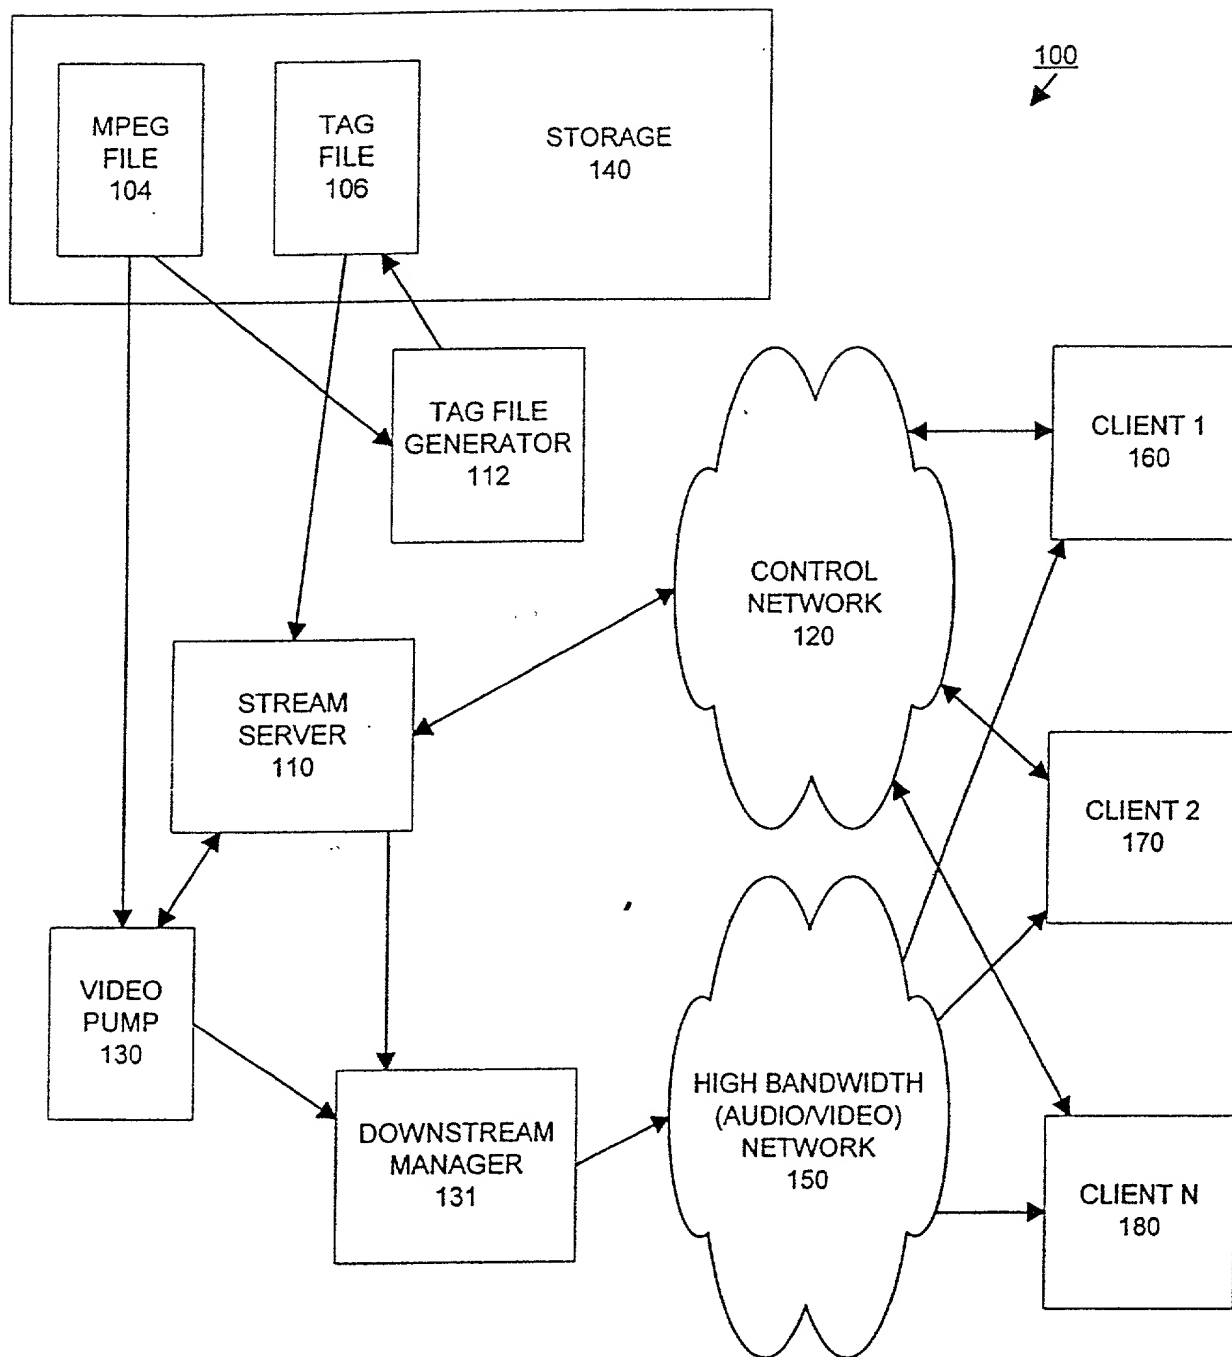 100
MPEG
FILE
104
TAG
FILE
106
STORAGE
140
TAG FILE
GENERATOR
112
CONTROL
NETWORK
120
CLIENT 1
160
STREAM
SERVER
110
CLIENT 2
170
VIDEO
PUMP
130
DOWNSTREAM
MANAGER
131
HIGH BANDWIDTH
(AUDIO/VIDEO)
NETWORK
150
CLIENT N
180